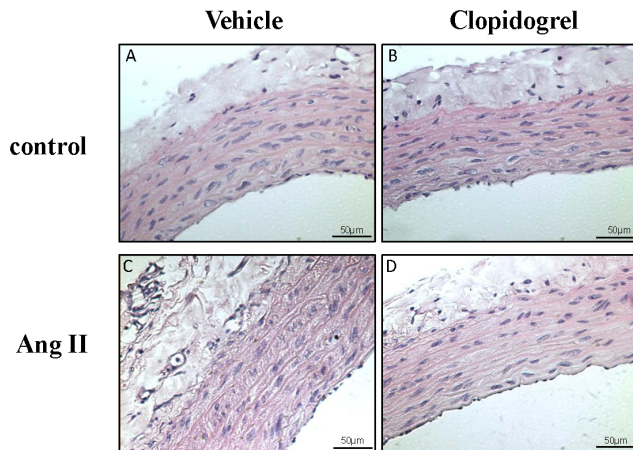 Vehicle Clopidogrel
control
A
50µm
B
50µm
Ang II
C
50µm
D
50µm